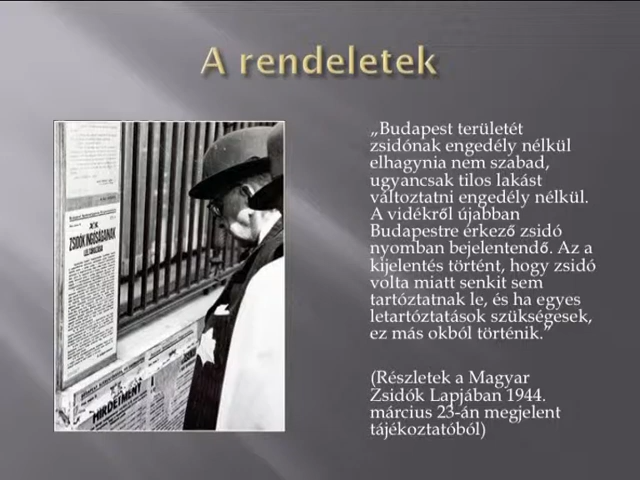 A rendeletek
„Budapest területét
zsidónak engedély nélkül
elhagynia nem szabad,
ugyancsak tilos lakást
változtatni engedély nélkül.
A vidékről újabban
Budapestre érkező zsidó
nyomban bejelentendő. Az a
kijelentés történt, hogy zsidó
volta miatt senkit sem
tartóztatnak le, és ha egyes
letartóztatások szükségesek,
ez más okból történik.”
(Részletek a Magyar
Zsidók Lapjában 1944.
március 23-án megjelent
tájékoztatóból)
ZSIDÓK INGÓSÁGAINAK
HIRDETMÉNY